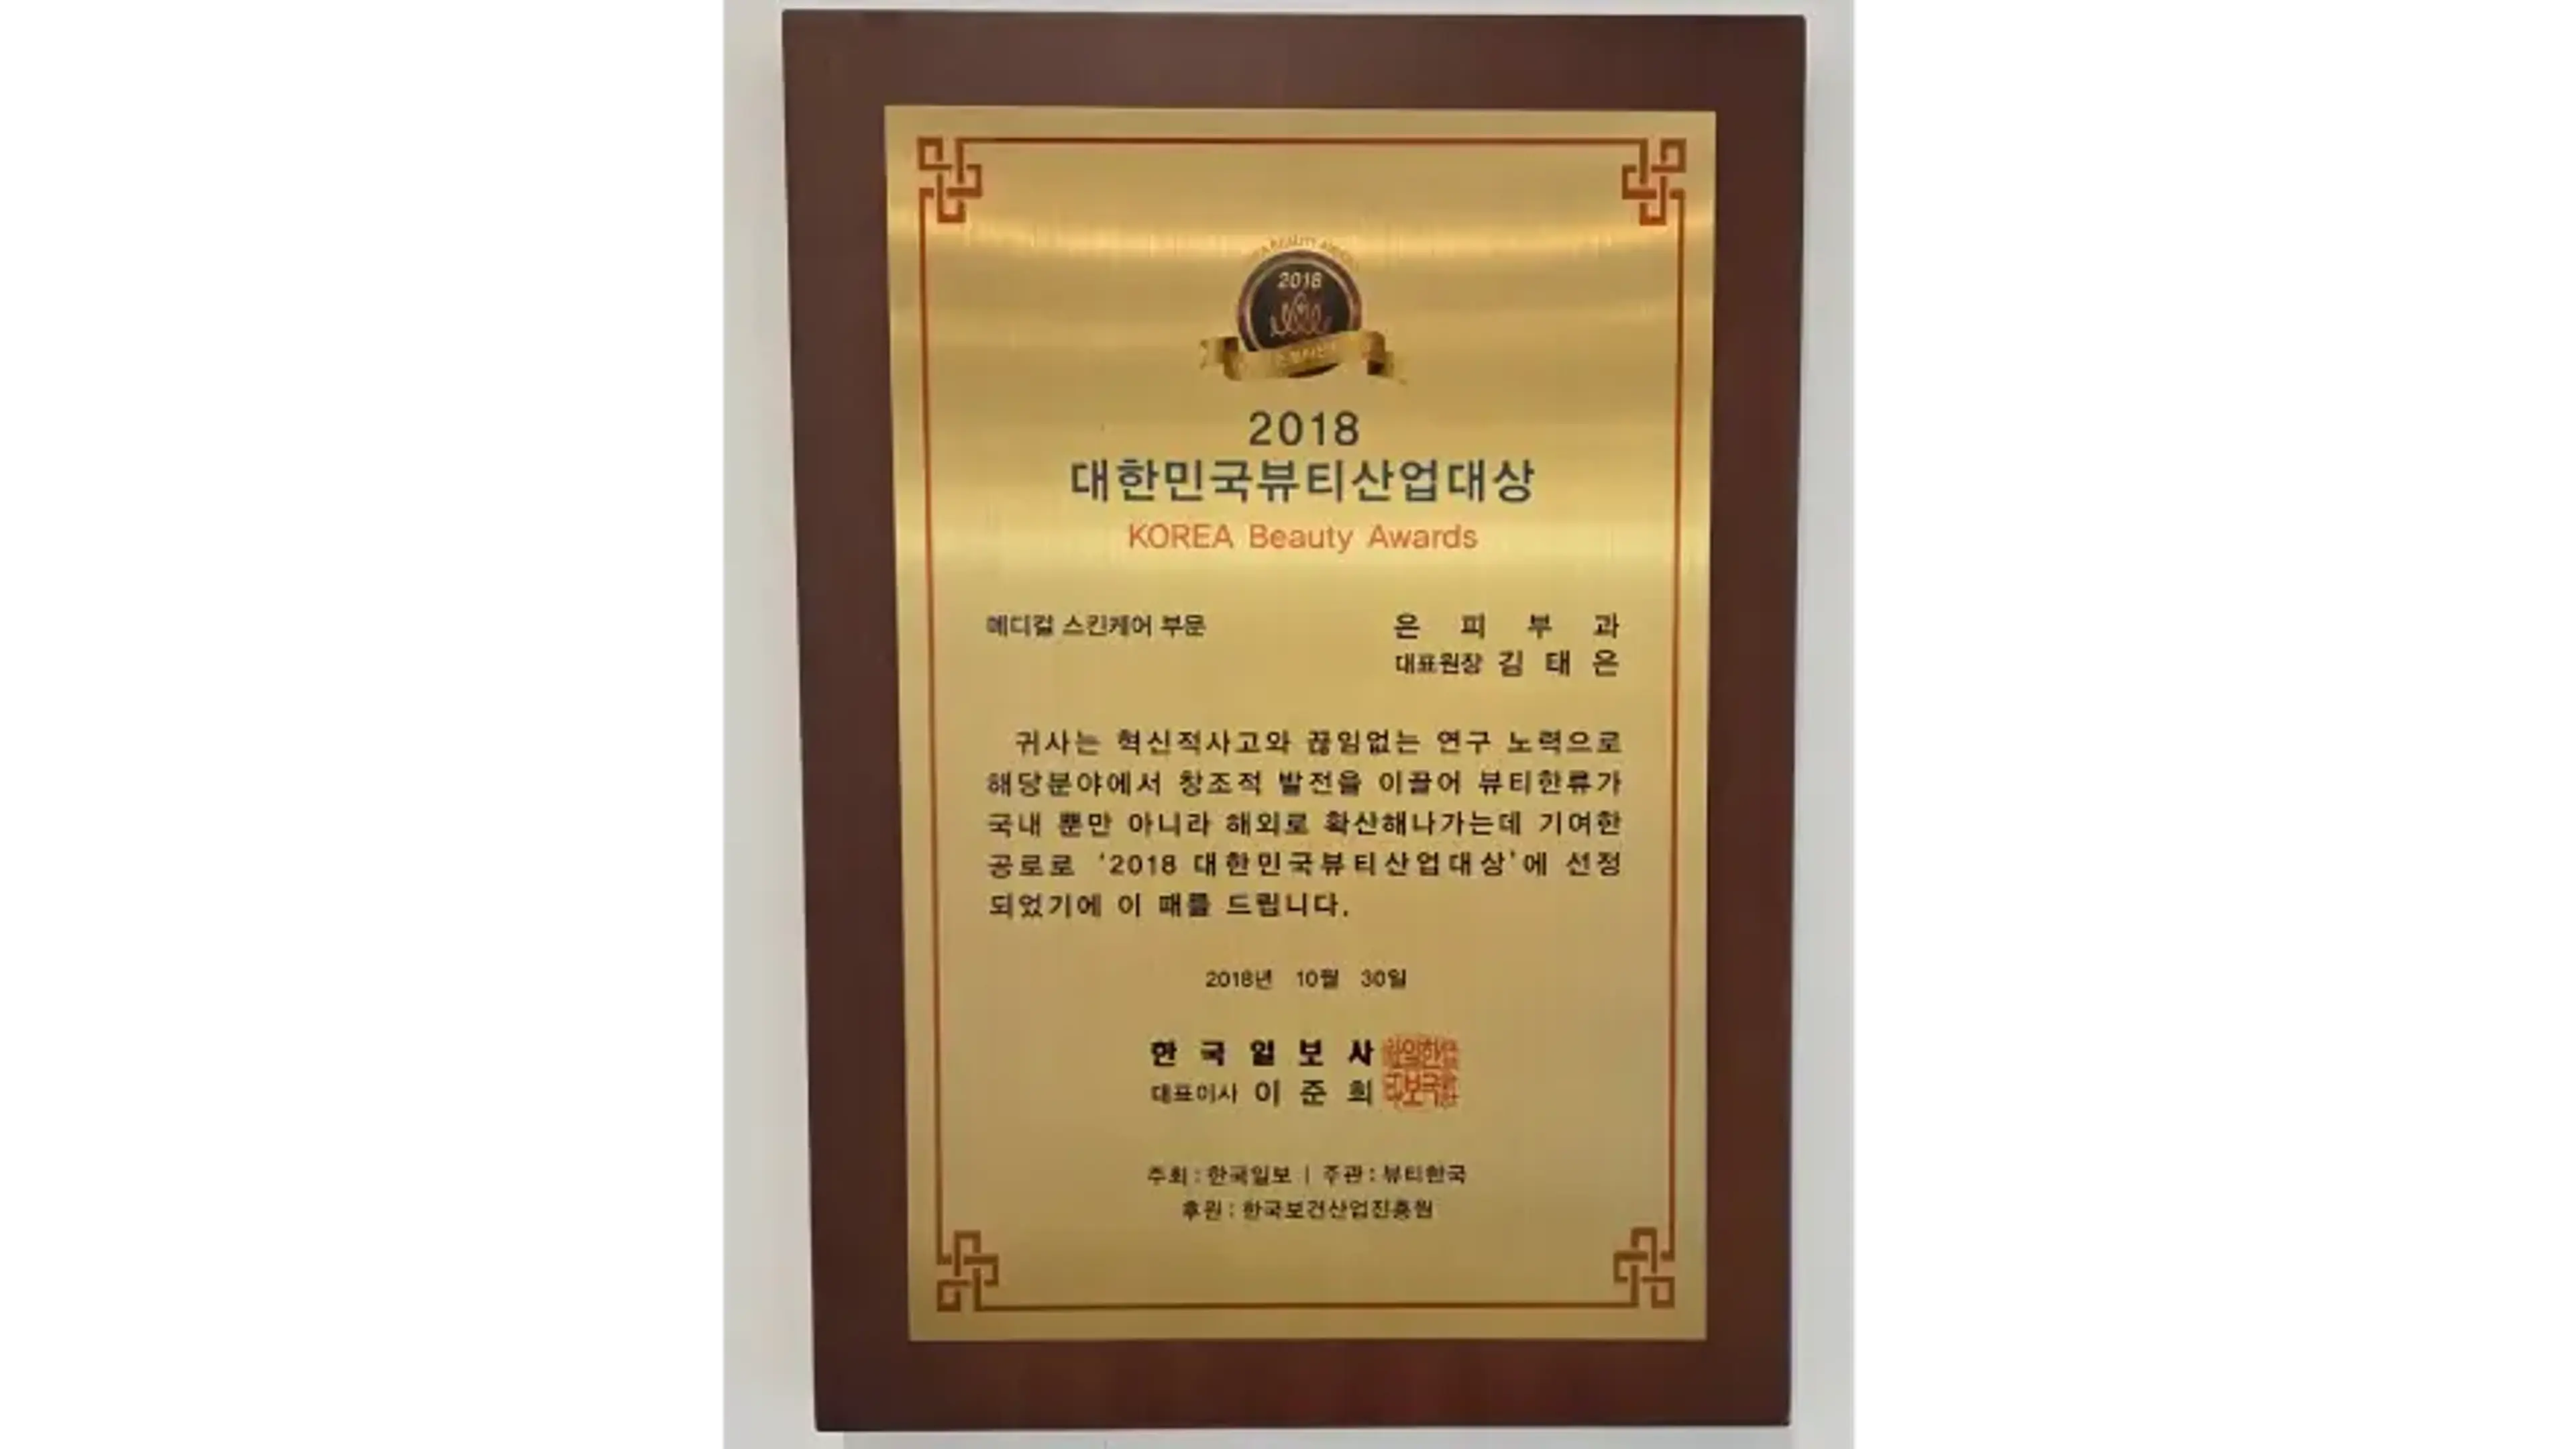 2018
2018
대한민국뷰티산업대상
KOREA Beauty Awards
메디컬 스킨케어 부문
은 피 부 과
대표원장 김 태 은
귀사는 혁신적사고와 끊임없는 연구 노력으로
해당분야에서 창조적 발전을 이끌어 뷰티한류가
국내 뿐만 아니라 해외로 확산해나가는데 기여한
공로로 '2018 대한민국뷰티산업대상'에 선정
되었기에 이 패를 드립니다.
2018년 10월 30일
한 국 일 보 사
대표이사 이 준 희
주최 : 한국일보 | 주관 : 뷰티한국
후원 : 한국보건산업진흥원